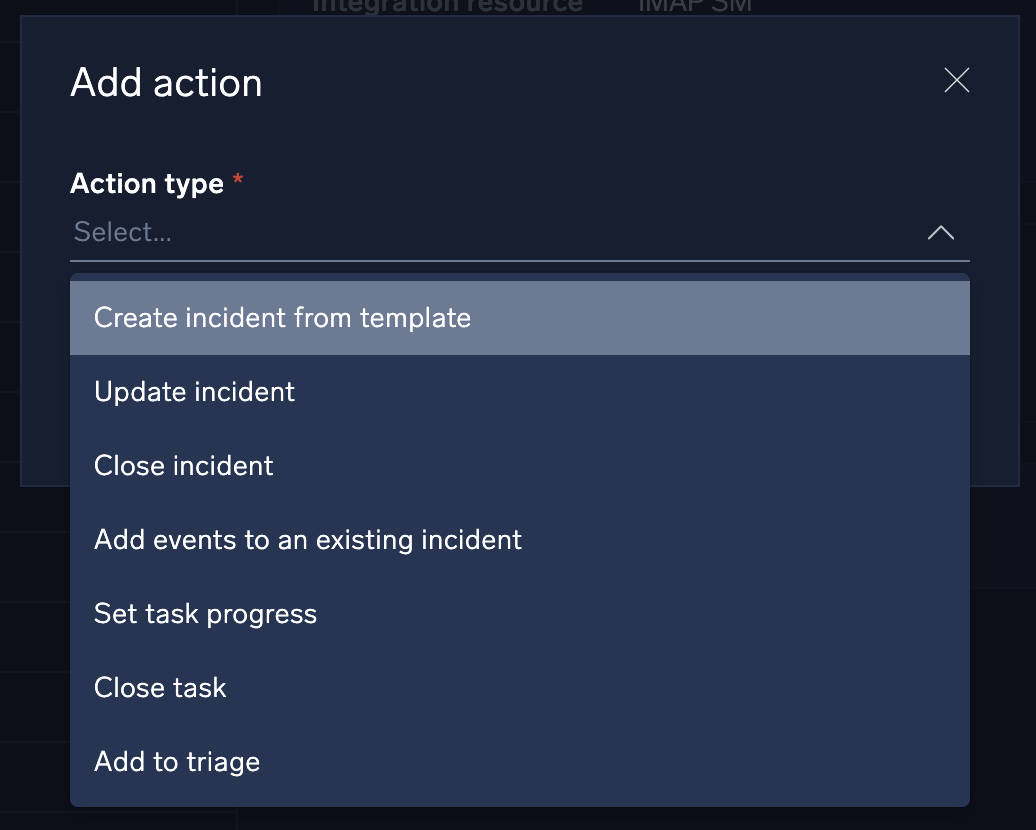 Integration resource IMAP SM
Add action
Action type *
Select...
Create incident from template
Update incident
Close incident
Add events to an existing incident
Set task progress
Close task
Add to triage